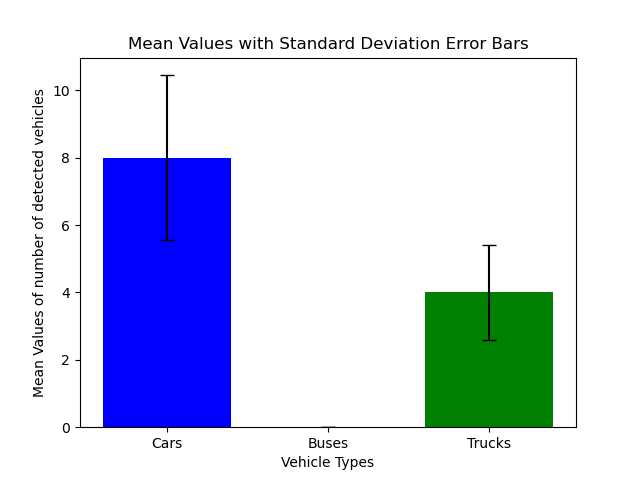 Mean Values with Standard Deviation Error Bars
Mean Values of number of detected vehicles
10
8
6
4
2
0
Cars Buses Trucks
Vehicle Types